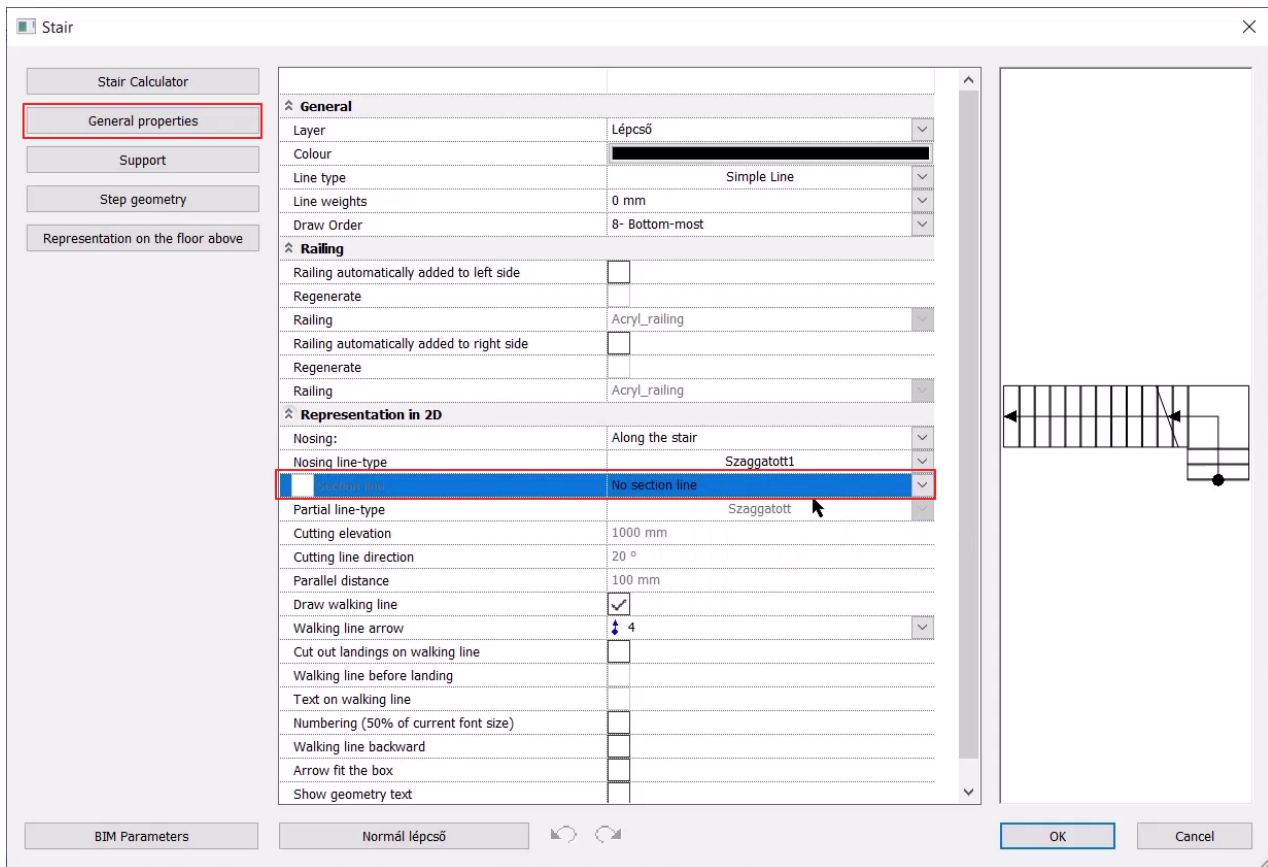 Stair
Stair Calculator
General properties
Support
Step geometry
Representation on the floor above
General
Layer Lépcső
Colour
Line type Simple Line
Line weights 0 mm
Draw Order 8- Bottom-most
Railing
Railing automatically added to left side
Regenerate
Railing Acryl_railing
Railing automatically added to right side
Regenerate
Railing Acryl_railing
Representation in 2D
Nosing: Along the stair
Nosing line-type Szaggatott1
Section line No section line
Partial line-type Szaggatott
Cutting elevation 1000 mm
Cutting line direction 20 °
Parallel distance 100 mm
Draw walking line
Walking line arrow 4
Cut out landings on walking line
Walking line before landing
Text on walking line
Numbering (50% of current font size)
Walking line backward
Arrow fit the box
Show geometry text
BIM Parameters Normál lépcső OK Cancel